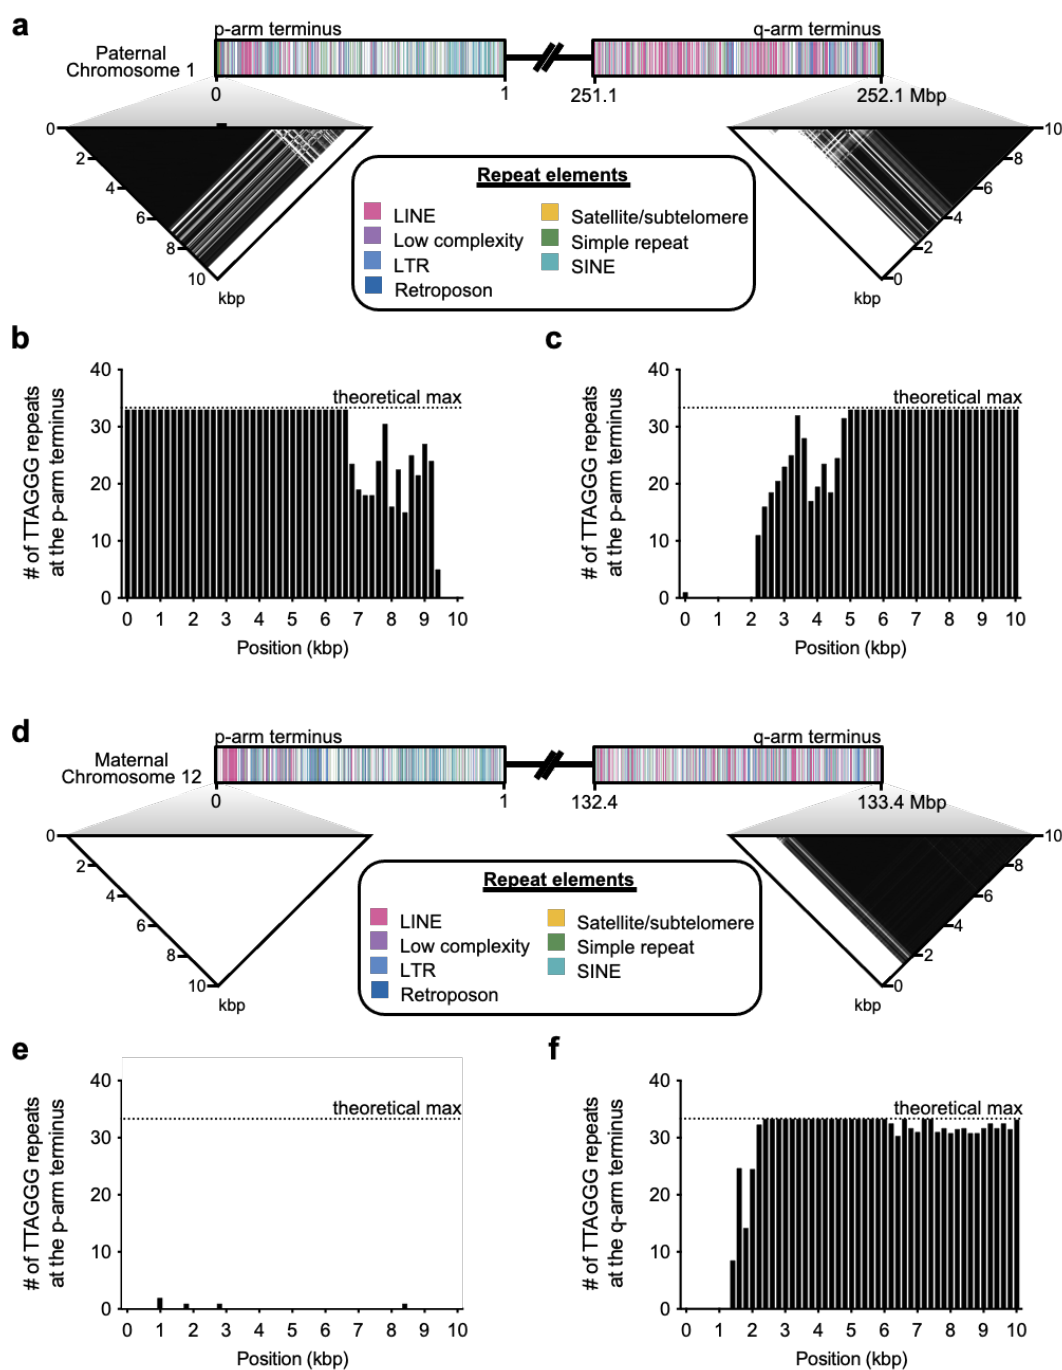 a
p-arm terminus
q-arm terminus
Paternal
Chromosome 1
0
1
251.1
252.1 Mbp
0
2
4
6
8
10
kbp
10
8
6
4
2
0
kbp
Repeat elements
LINE
Low complexity
LTR
Retroposon
Satellite/subtelomere
Simple repeat
SINE
b
# of TTAGGG repeats
at the p-arm terminus
40
30
20
10
0
theoretical max
0 1 2 3 4 5 6 7 8 9 10
Position (kbp)
c
# of TTAGGG repeats
at the p-arm terminus
40
30
20
10
0
theoretical max
0 1 2 3 4 5 6 7 8 9 10
Position (kbp)
d
p-arm terminus
q-arm terminus
Maternal
Chromosome 12
0
1
132.4
133.4 Mbp
0
2
4
6
8
10
kbp
10
8
6
4
2
0
kbp
Repeat elements
LINE
Low complexity
LTR
Retroposon
Satellite/subtelomere
Simple repeat
SINE
e
# of TTAGGG repeats
at the p-arm terminus
40
30
20
10
0
theoretical max
0 1 2 3 4 5 6 7 8 9 10
Position (kbp)
f
# of TTAGGG repeats
at the q-arm terminus
40
30
20
10
0
theoretical max
0 1 2 3 4 5 6 7 8 9 10
Position (kbp)